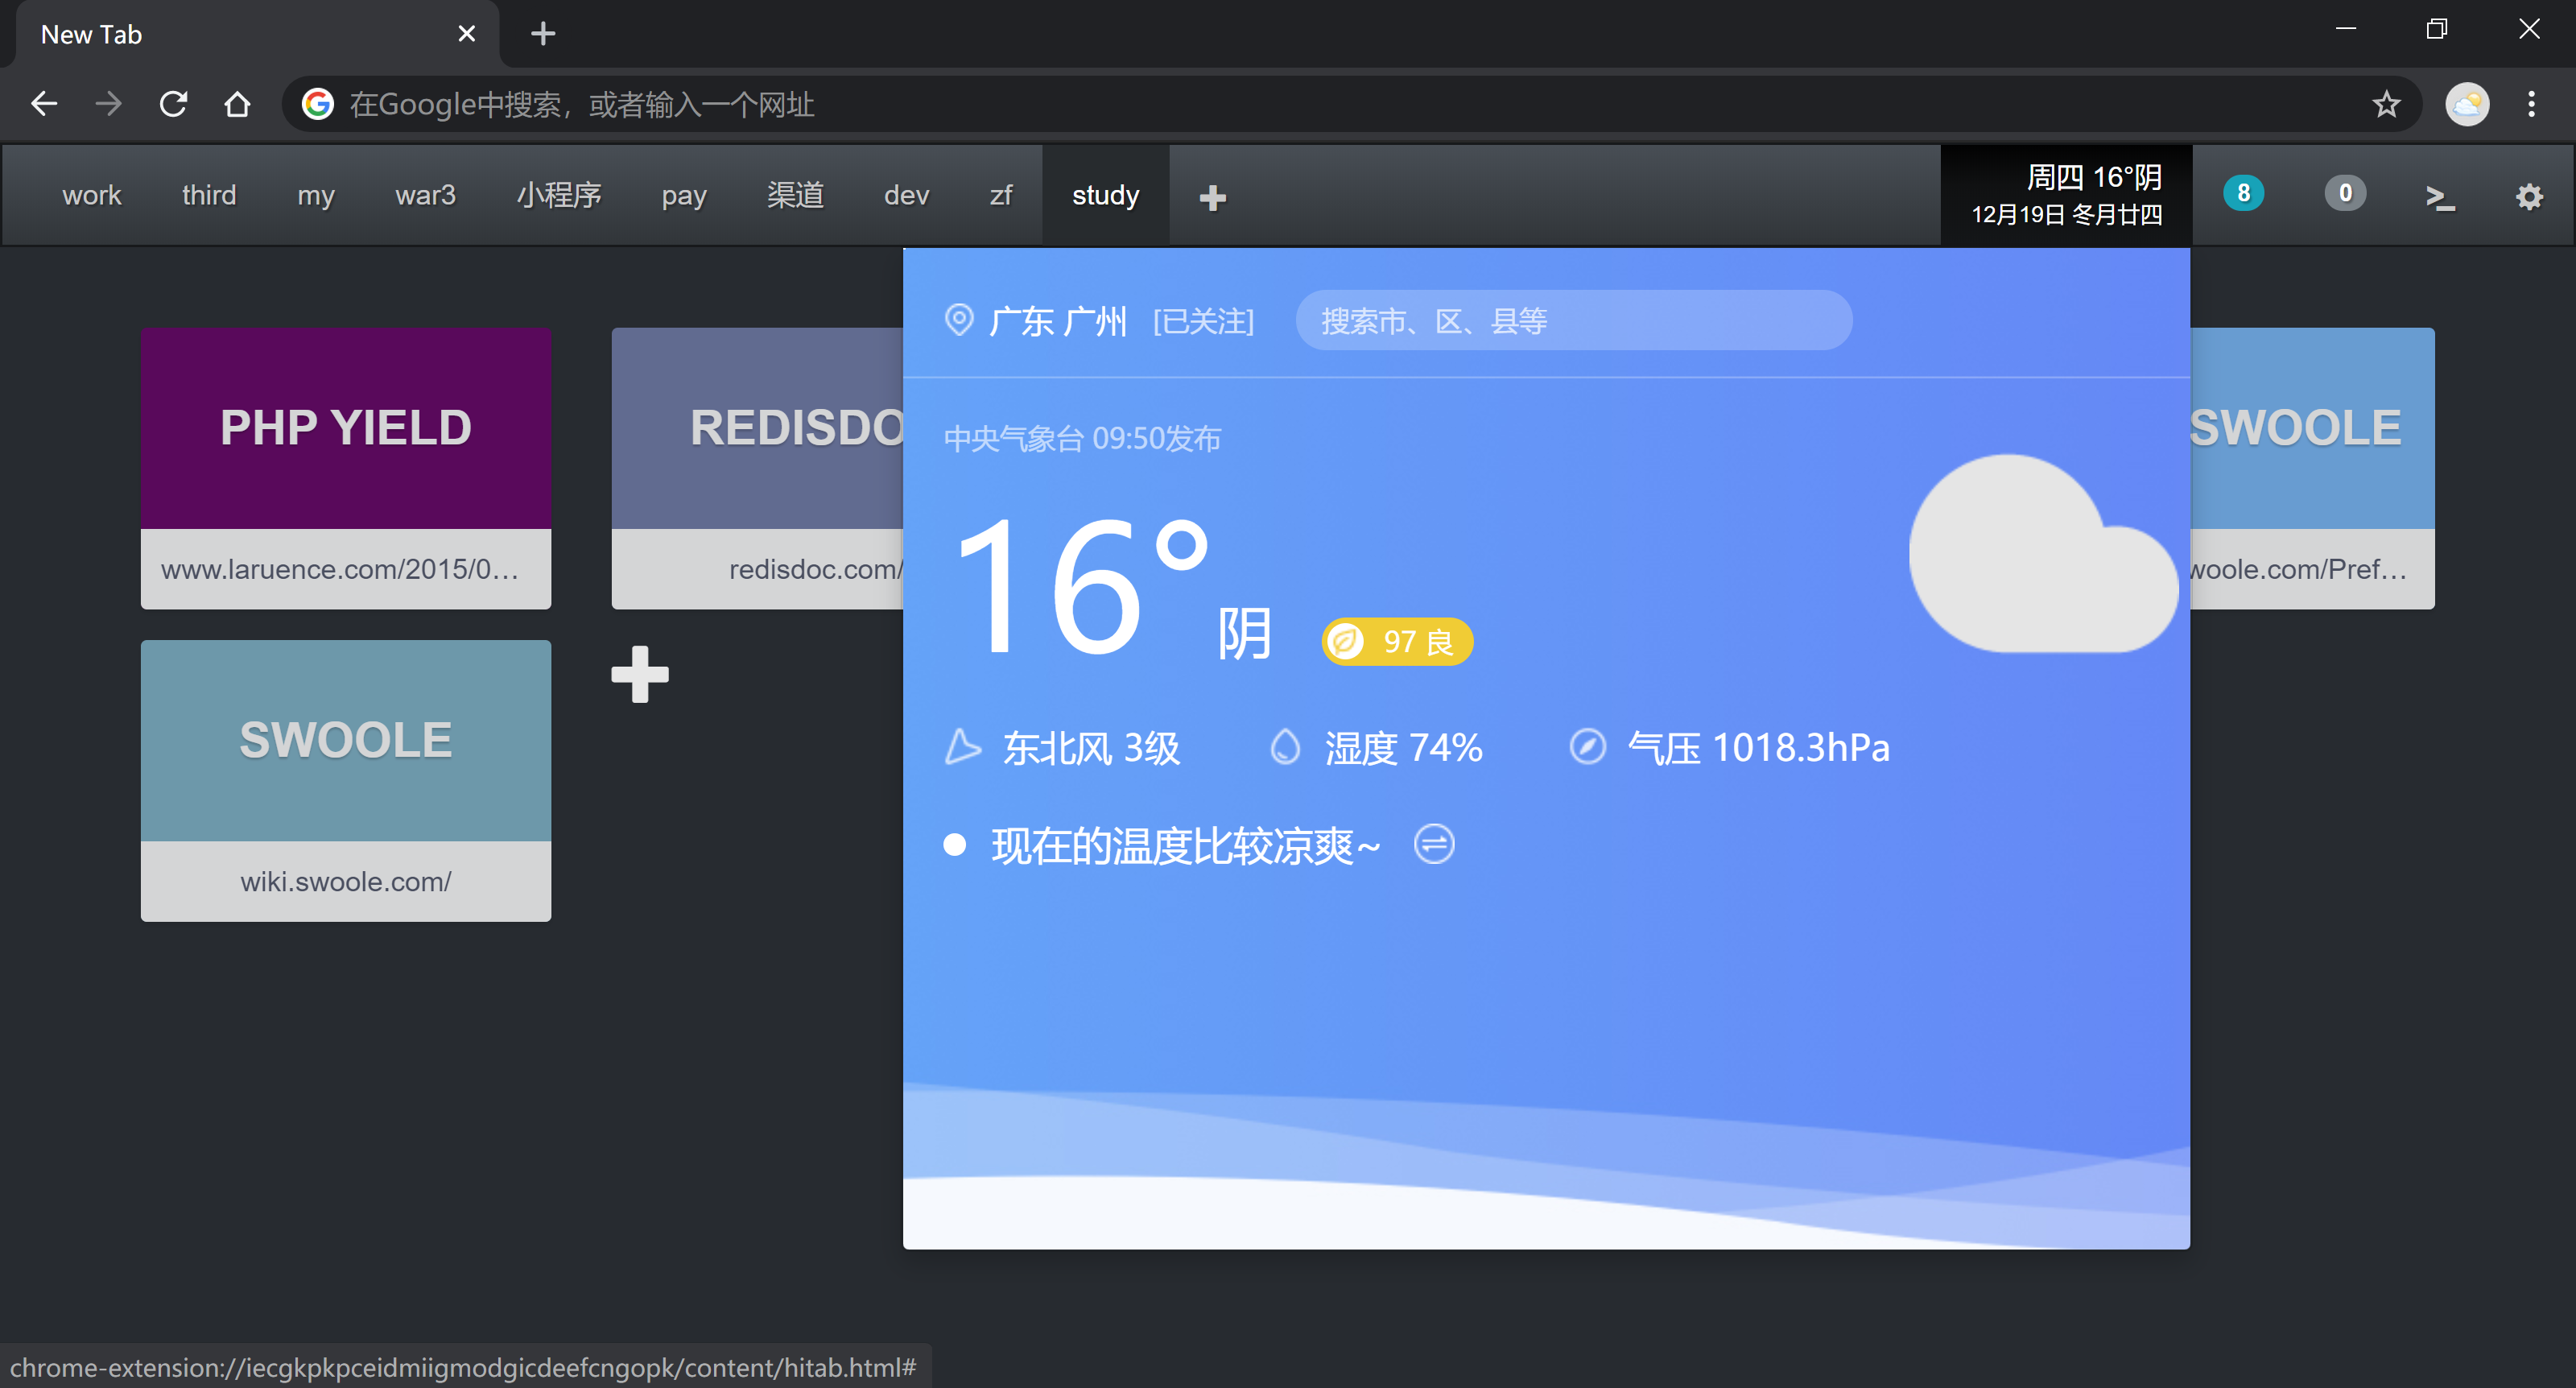 New Tab
在Google中搜索，或者输入一个网址
work third my war3 小程序 pay 渠道 dev zf study
周四 16°阴
12月19日 冬月廿四
8 0
广东 广州 [已关注] 搜索市、区、县等
中央气象台 09:50发布
16° 阴 97 良
东北风 3级 湿度 74% 气压 1018.3hPa
现在的温度比较凉爽~
PHP YIELD
www.laruence.com/2015/0...
REDISDO
redisdoc.com/
SWOOLE
woole.com/Pref...
SWOOLE
wiki.swoole.com/
chrome-extension://iecgkpkpceidmiigmodgicdeefcngopk/content/hitab.html#